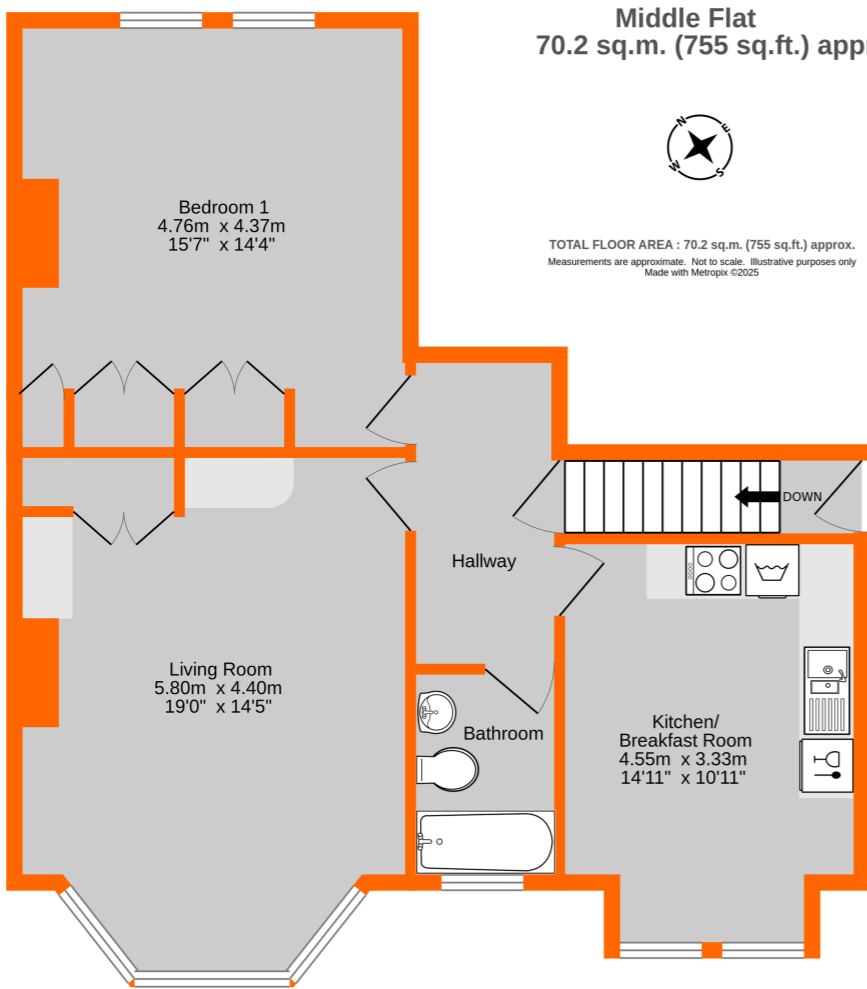 Middle Flat
70.2 sq.m. (755 sq.ft.) appr
N
E
W
S
TOTAL FLOOR AREA : 70.2 sq.m. (755 sq.ft.) approx.
Measurements are approximate.  Not to scale.  Illustrative purposes only
Made with Metropix ©2025
Bedroom 1
4.76m  x 4.37m
15'7"  x 14'4"
DOWN
Hallway
Living Room
5.80m  x 4.40m
19'0"  x 14'5"
Bathroom
Kitchen/
Breakfast Room
4.55m  x 3.33m
14'11"  x 10'11"